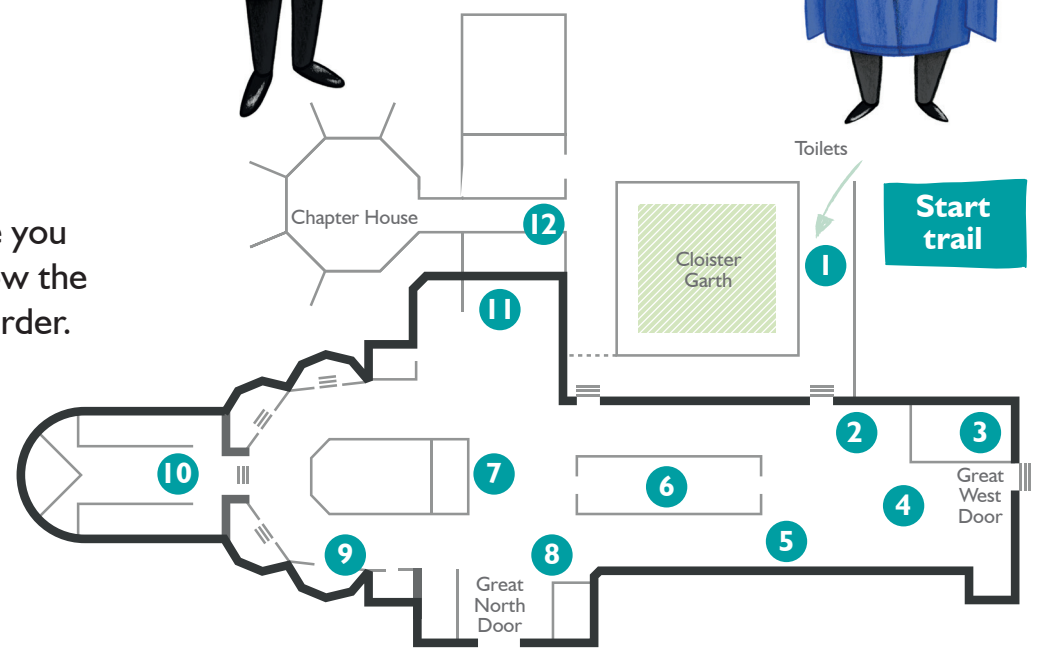 Toilets
Start
trail
e you
Chapter House
12
w the
Cloister
Garth
1
rder.
11
2
3
10
7
6
Great
West
Door
4
5
9
8
Great
North
Door